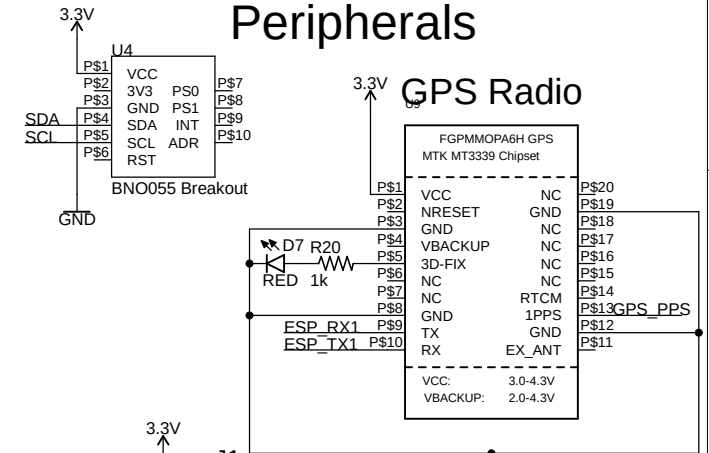 Peripherals
3.3V
U4
P$1
P$2
P$3
P$4
P$5
P$6
VCC
3V3 PS0
GND PS1
SDA INT
SCL ADR
RST
P$7
P$8
P$9
P$10
SDA
SCL
BNO055 Breakout
GND
3.3V
GPS Radio
U9
FGPMMOPA6H GPS
MTK MT3339 Chipset
P$1 VCC NC P$20
P$2 NRESET GND P$19
P$3 GND NC P$18
P$4 VBACKUP NC P$17
P$5 3D-FIX NC P$16
P$6 NC NC P$15
P$7 NC RTCM P$14
P$8 GND 1PPS P$13 GPS_PPS
ESP_RX1 P$9 TX GND P$12
ESP_TX1 P$10 RX EX_ANT P$11
D7 R20
RED 1k
VCC: 3.0-4.3V
VBACKUP: 2.0-4.3V
3.3V